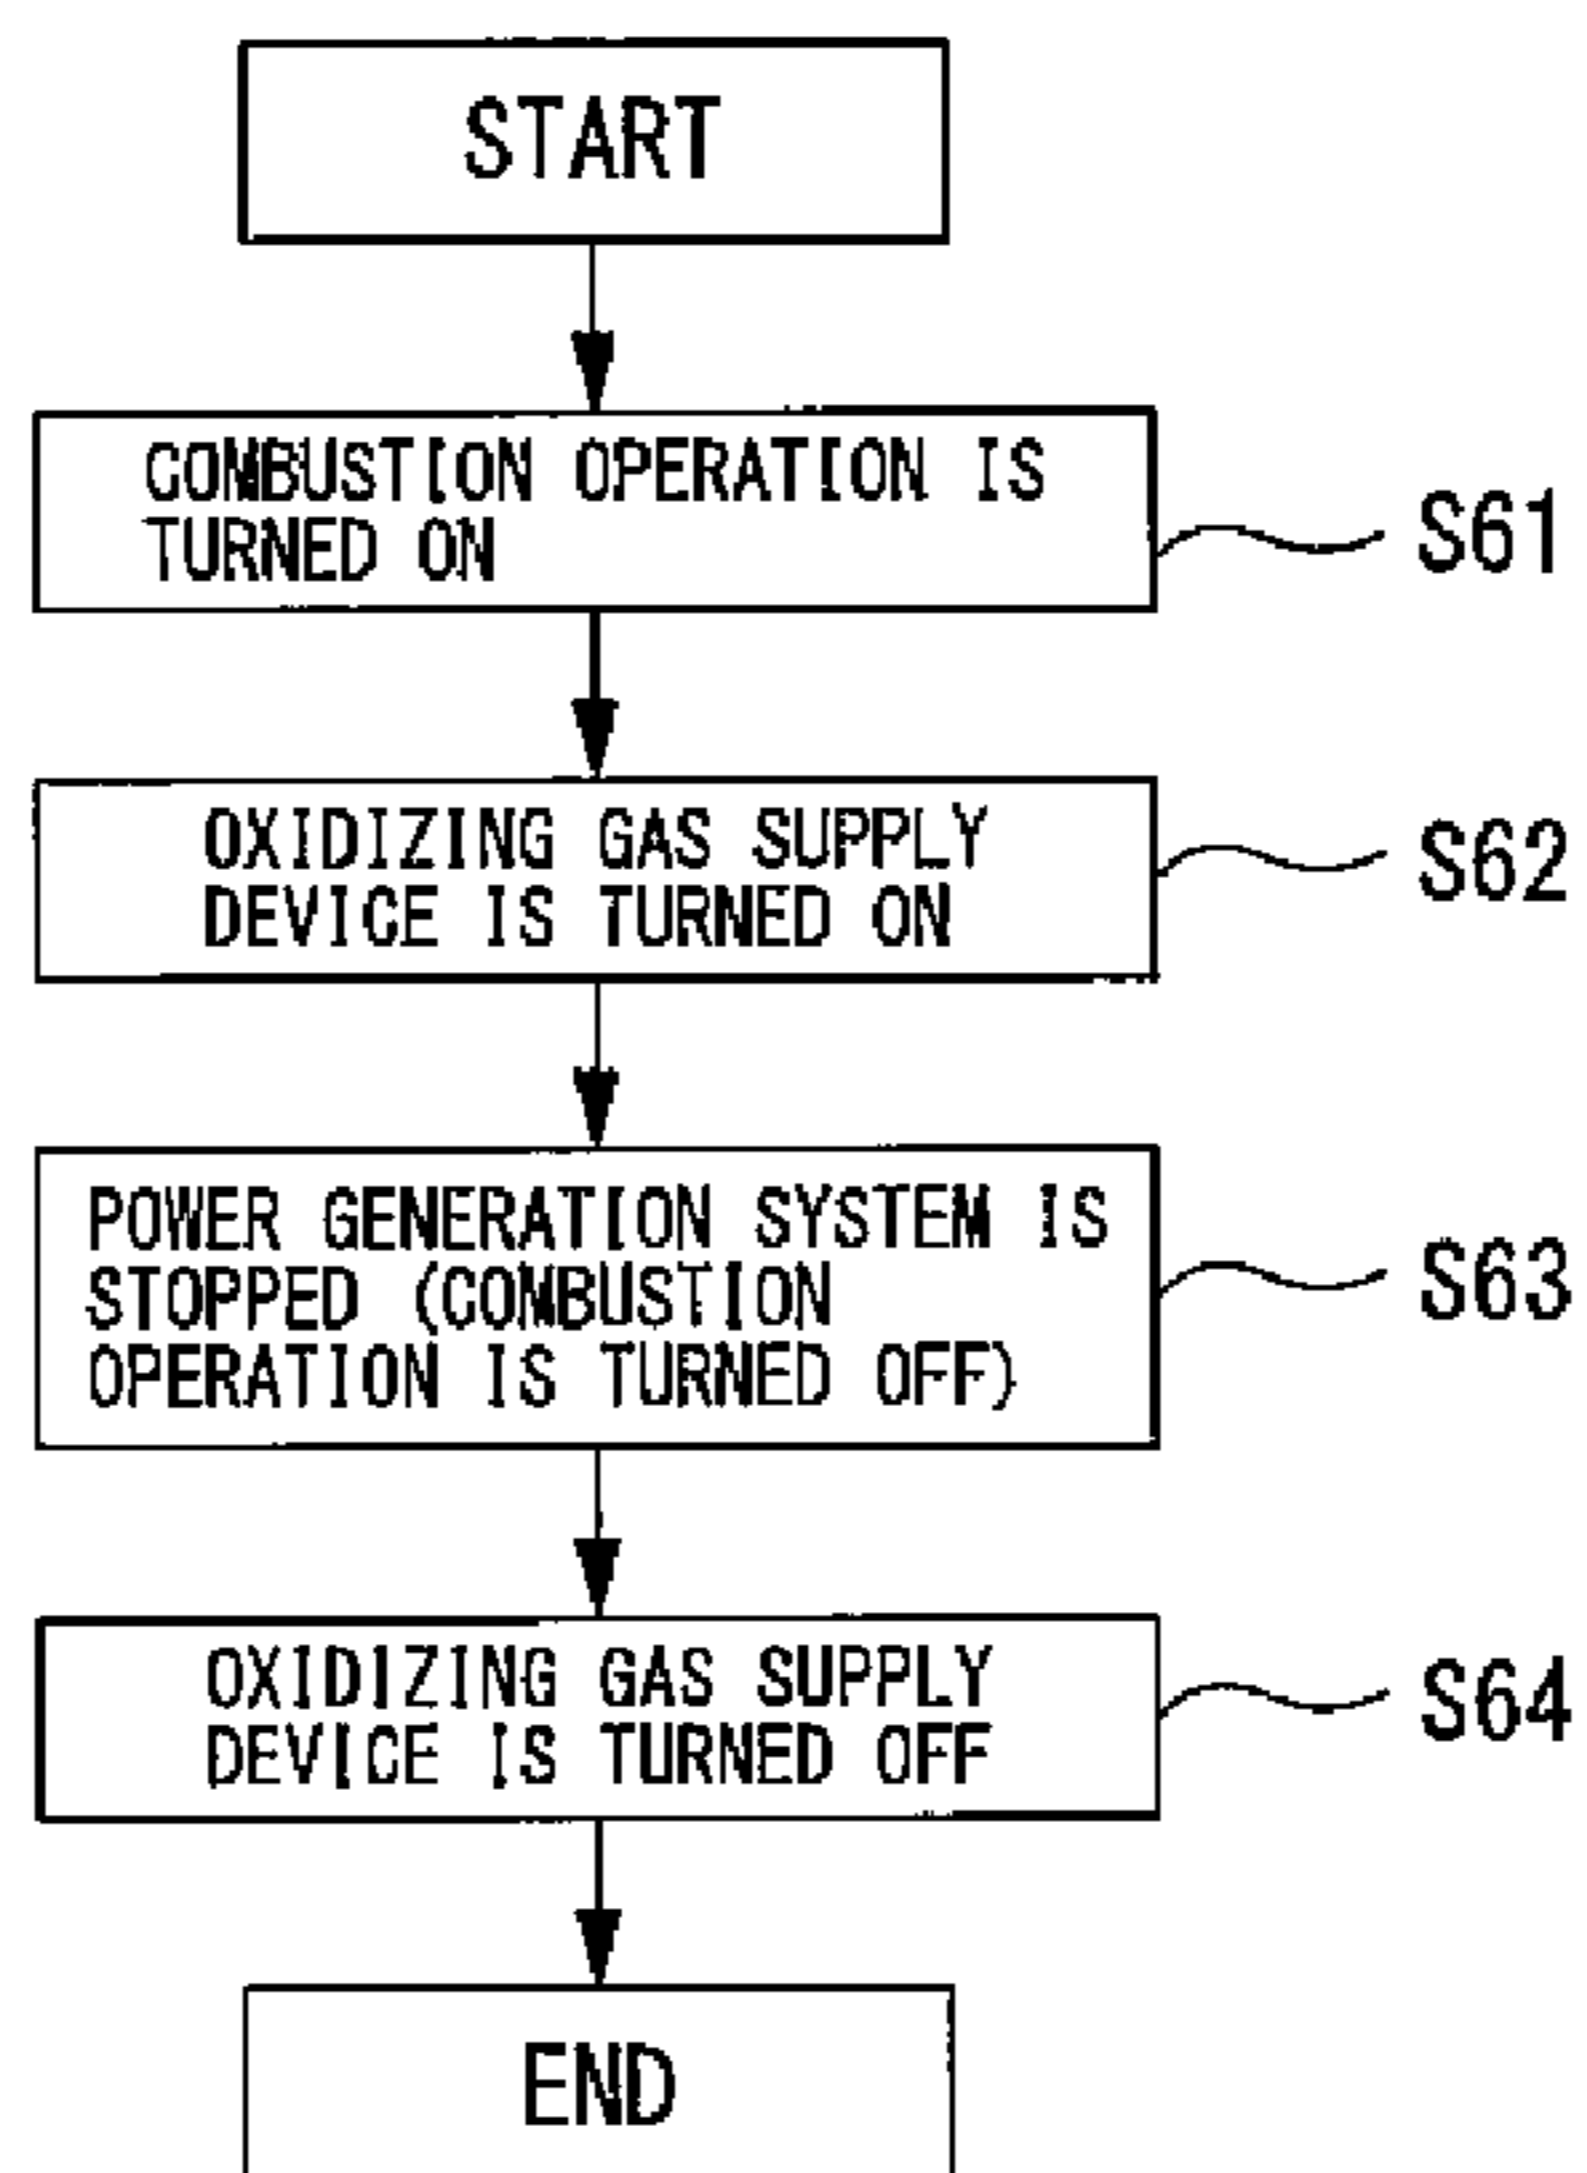 START
COMBUSTION OPERATION IS
TURNED ON
S61
OXIDIZING GAS SUPPLY
DEVICE IS TURNED ON
S62
POWER GENERATION SYSTEM IS
STOPPED (COMBUSTION
OPERATION IS TURNED OFF)
S63
OXIDIZING GAS SUPPLY
DEVICE IS TURNED OFF
S64
END